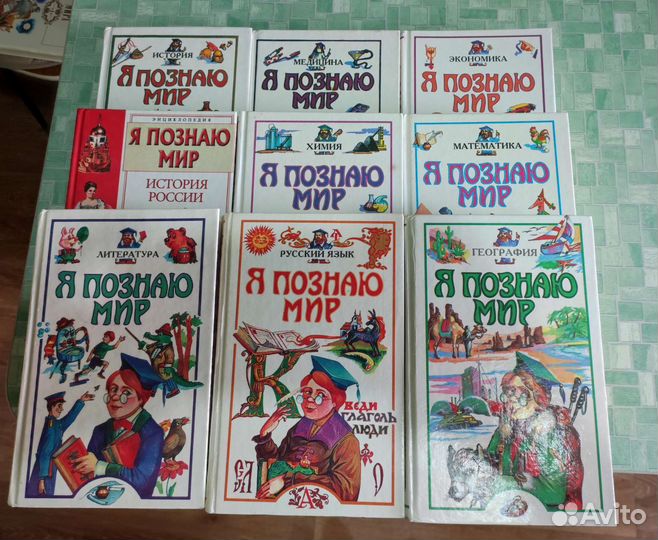 ИСТОРИЯ
Я ПОЗНАЮ
МИР
МЕДИЦИНА
Я ПОЗНАЮ
МИР
ЭКОНОМИКА
Я ПОЗНАЮ
МИР
ЭНЦИКЛОПЕДИЯ
Я ПОЗНАЮ
МИР
ИСТОРИЯ
РОССИИ
ХИМИЯ
Я ПОЗНАЮ
МИР
МАТЕМАТИКА
Я ПОЗНАЮ
МИР
ЛИТЕРАТУРА
Я ПОЗНАЮ
МИР
РУССКИЙ ЯЗЫК
Я ПОЗНАЮ
МИР
ВЕДИ
ГЛАГОЛЬ
ЛЮДИ
А
ГЕОГРАФИЯ
Я ПОЗНАЮ
МИР
Avito